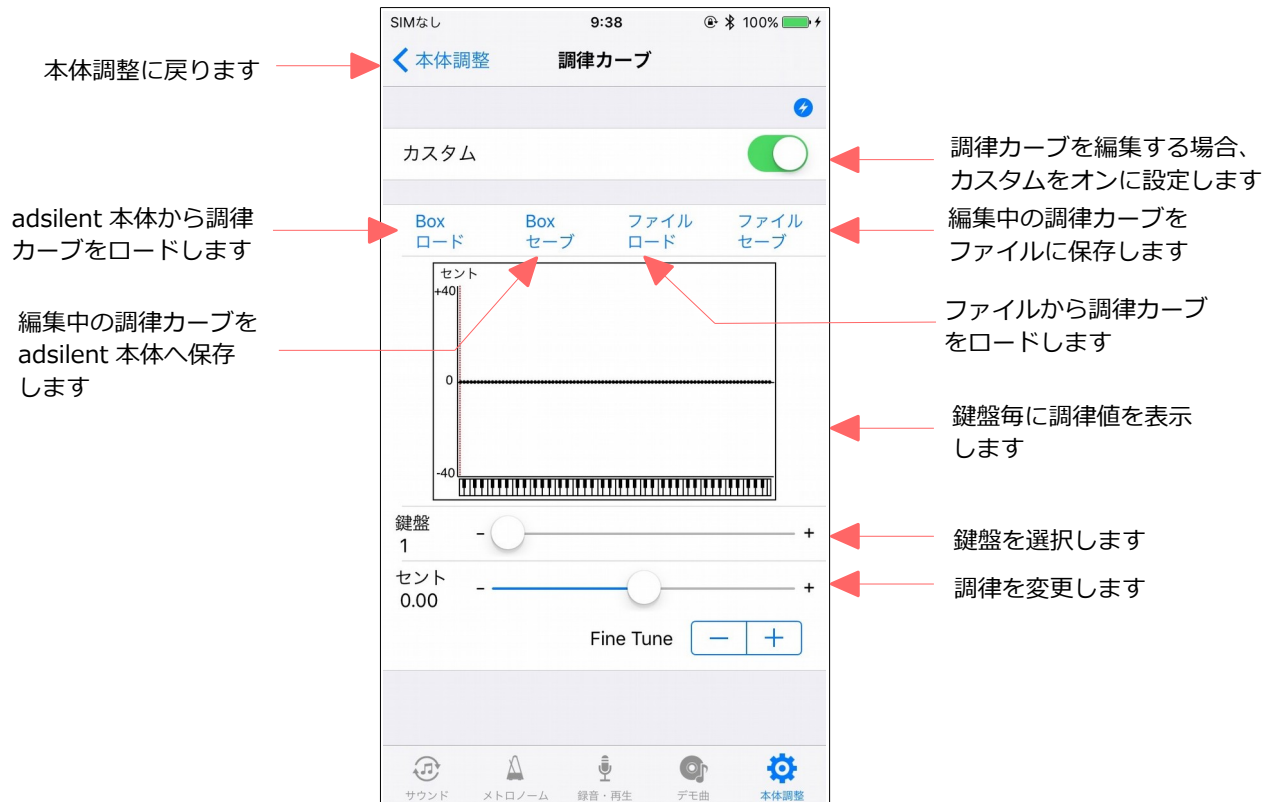 SIMなし 9:38 100%
本体調整 調律カーブ
本体調整に戻ります
カスタム
調律カーブを編集する場合、
カスタムをオンに設定します
adsilent 本体から調律
カーブをロードします
Box
ロード
Box
セーブ
ファイル
ロード
ファイル
セーブ
編集中の調律カーブを
ファイルに保存します
編集中の調律カーブを
adsilent 本体へ保存
します
ファイルから調律カーブ
をロードします
セント
+40
0
-40
鍵盤毎に調律値を表示
します
鍵盤
1
- +
鍵盤を選択します
セント
0.00
- +
調律を変更します
Fine Tune − +
サウンド メトロノーム 録音・再生 デモ曲 本体調整